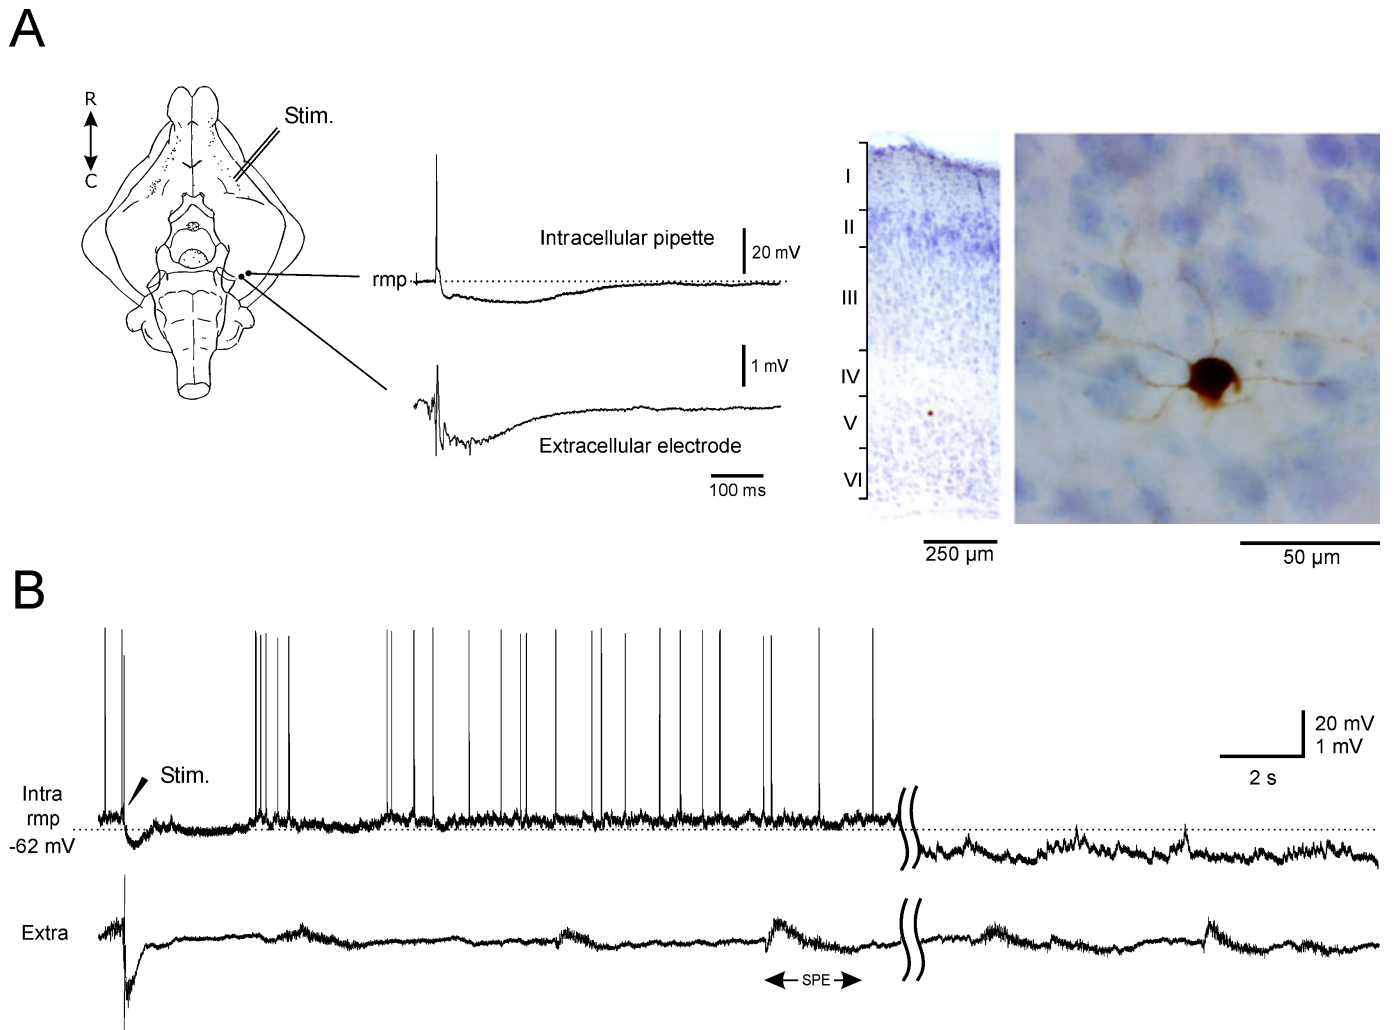 A
R
C
Stim.
Intracellular pipette
20 mV
rmp
1 mV
Extracellular electrode
100 ms
I
II
III
IV
V
VI
250 µm
50 µm
B
Stim.
Intra
rmp
-62 mV
20 mV
1 mV
2 s
Extra
SPE